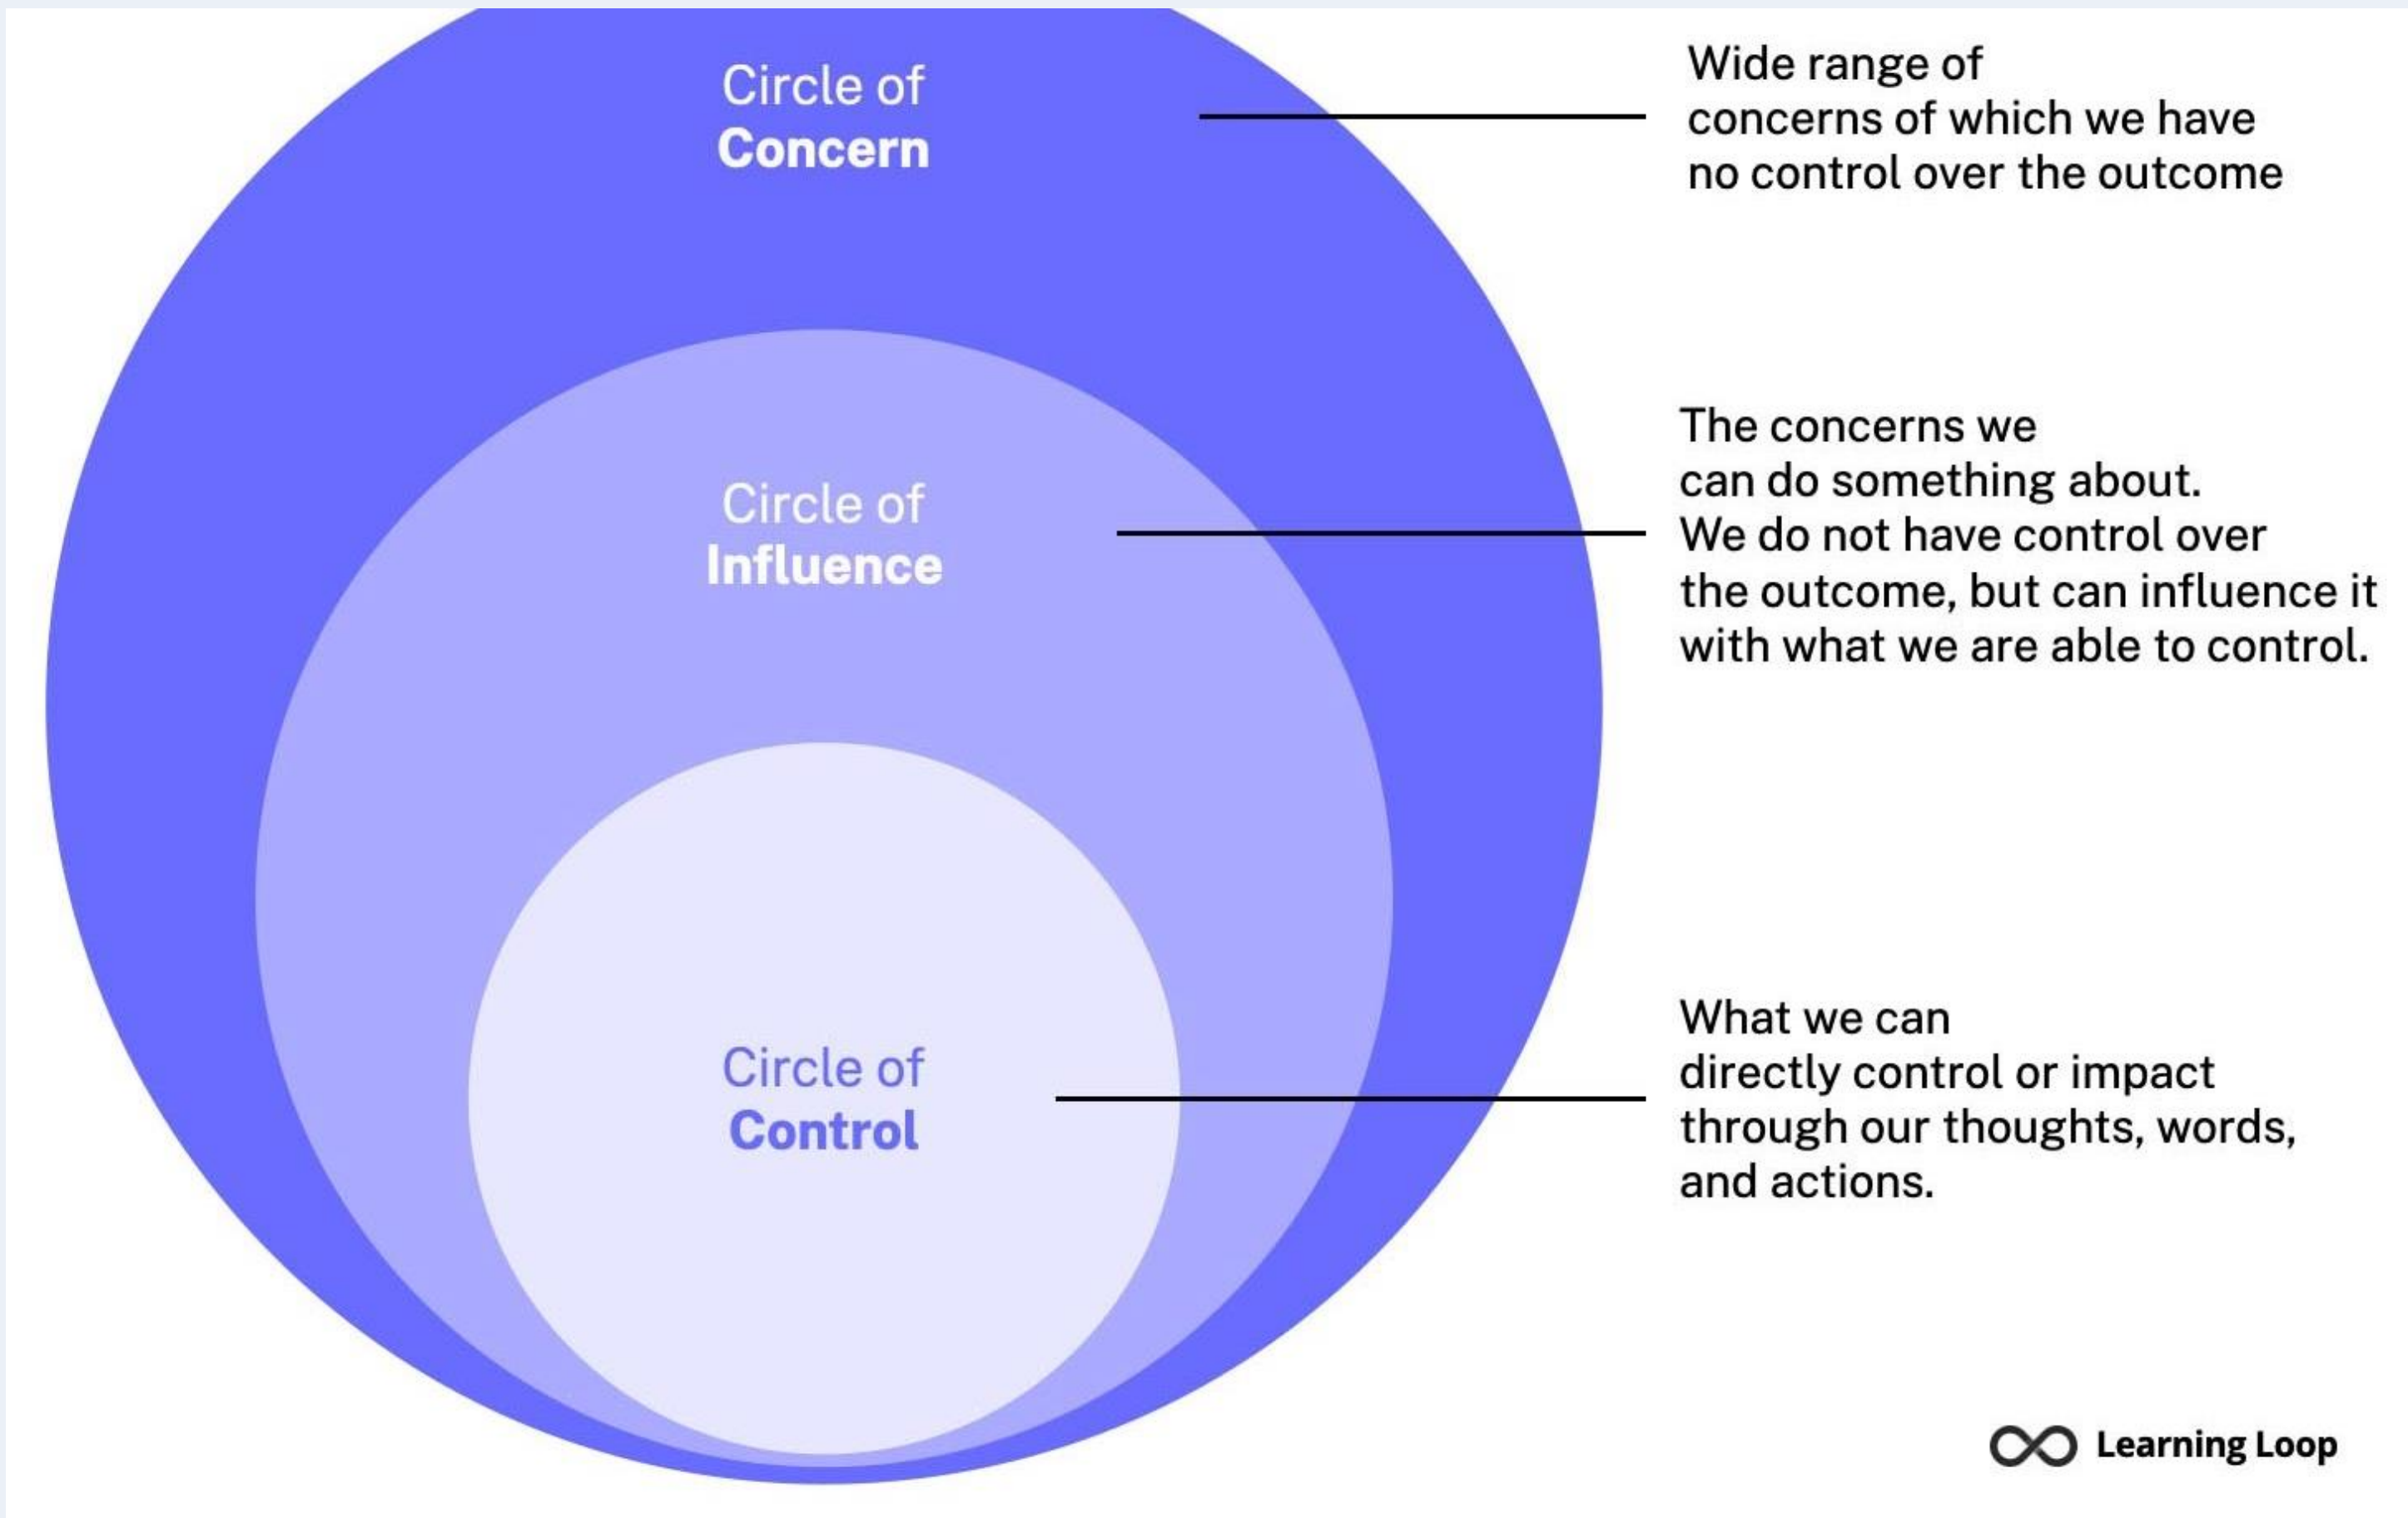 Circle of
Concern
Wide range of
concerns of which we have
no control over the outcome
Circle of
Influence
The concerns we
can do something about.
We do not have control over
the outcome, but can influence it
with what we are able to control.
Circle of
Control
What we can
directly control or impact
through our thoughts, words,
and actions.
Learning Loop